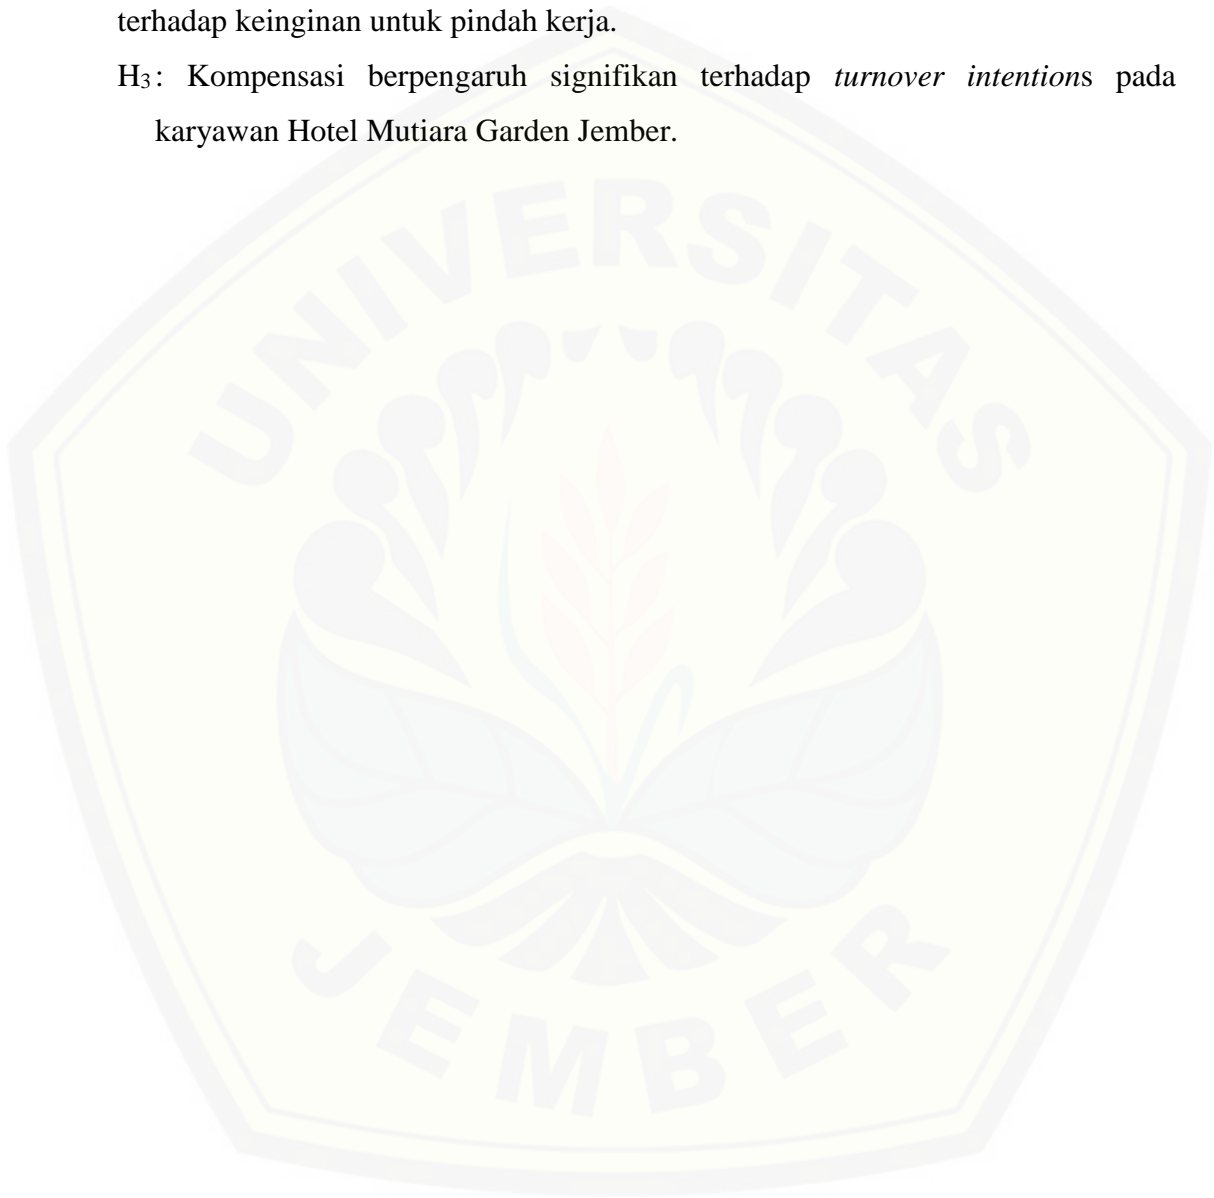 terhadap keinginan untuk pindah kerja.
H3: Kompensasi berpengaruh signifikan terhadap turnover intentions pada
karyawan Hotel Mutiara Garden Jember.
UNIVERSITAS
JEMBER